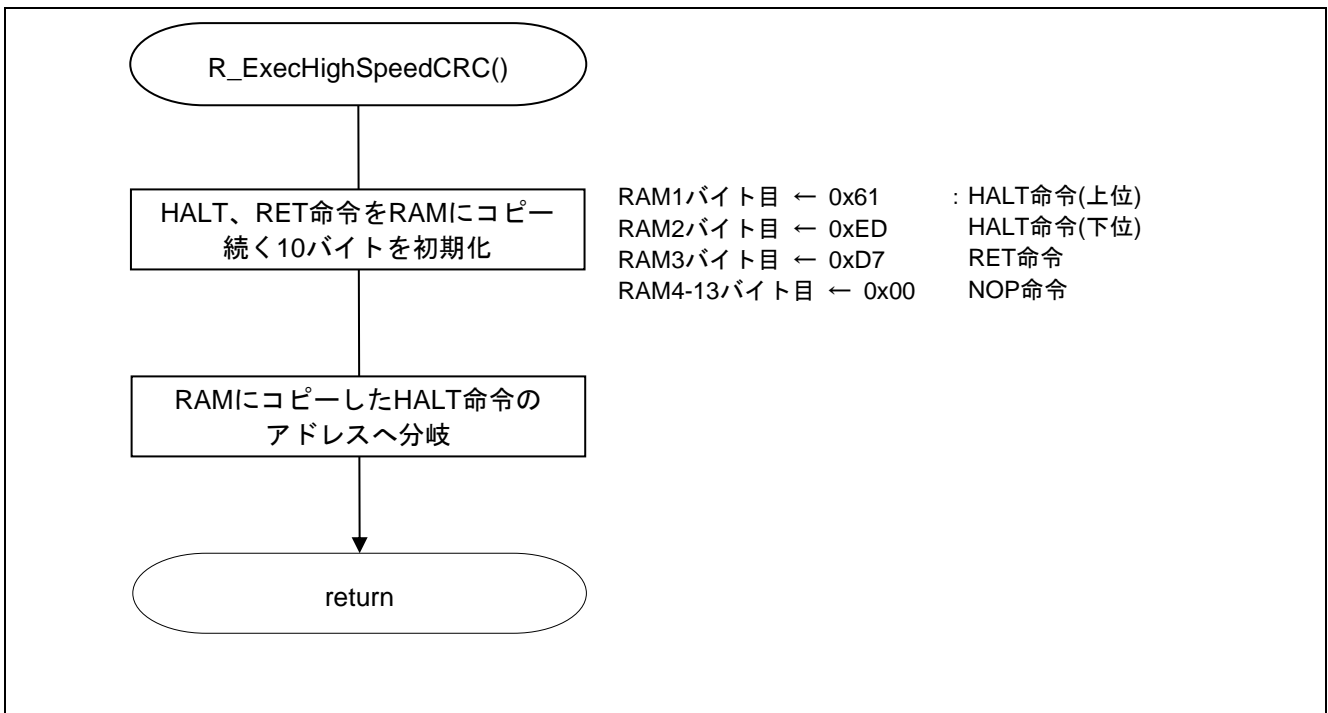 R_ExecHighSpeedCRC()
HALT、RET命令をRAMにコピー
続く10バイトを初期化
RAM1バイト目 ← 0x61 : HALT命令(上位)
RAM2バイト目 ← 0xED HALT命令(下位)
RAM3バイト目 ← 0xD7 RET命令
RAM4-13バイト目 ← 0x00 NOP命令
RAMにコピーしたHALT命令の
アドレスへ分岐
return